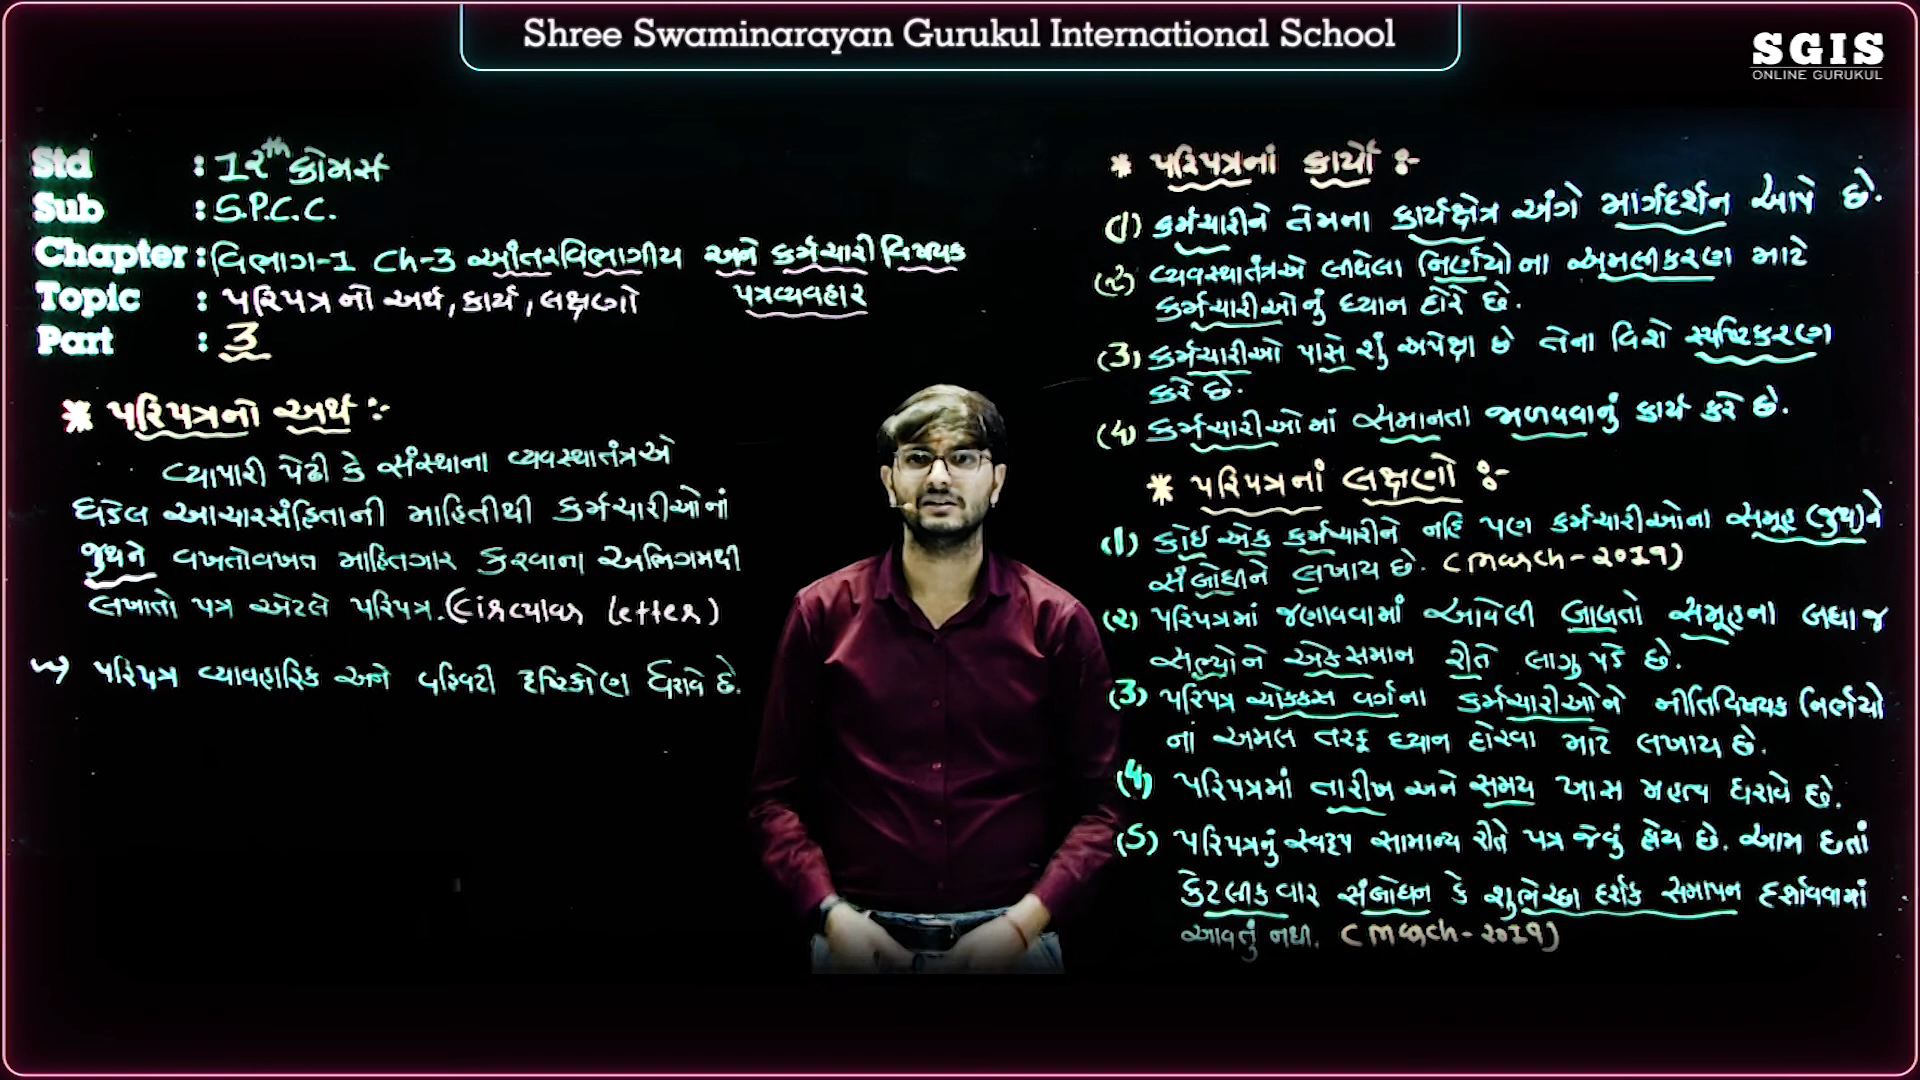 Shree Swaminarayan Gurukul International School
SGIS
ONLINE GURUKUL
Std : 12th કોમર્સ
Sub : S.P.C.C.
Chapter : વિભાગ-1 Ch-3 આંતરવિભાગીય અને કર્મચારી વિષયક
પત્રવ્યવહાર
Topic : પરિપત્રનો અર્થ, કાર્ય, લક્ષણો
Part : 3
* પરિપત્રનો અર્થ :-
વ્યાપારી પેઢી કે સંસ્થાના વ્યવસ્થાતંત્રએ
ઘડેલ આચારસંહિતાની માહિતીથી કર્મચારીઓનાં
જુથને વખતોવખત માહિતગાર કરવાના અભિગમથી
લખાતો પત્ર એટલે પરિપત્ર. (Circular letter)
→ પરિપત્ર વ્યાવહારિક અને વહિવટી દૃષ્ટિકોણ ધરાવે છે.
* પરિપત્રનાં કાર્યો :-
(1) કર્મચારીને તેમના કાર્યક્ષેત્ર અંગે માર્ગદર્શન આપે છે.
(2) વ્યવસ્થાતંત્રએ લીધેલા નિર્ણયોના અમલીકરણ માટે
કર્મચારીઓનું ધ્યાન દોરે છે.
(3) કર્મચારીઓ પાસે શું અપેક્ષા છે તેના વિશે સ્પષ્ટિકરણ
કરે છે.
(4) કર્મચારીઓમાં સમાનતા જાળવવાનું કાર્ય કરે છે.
* પરિપત્રનાં લક્ષણો :-
(1) કોઈ એક કર્મચારીને નહિ પણ કર્મચારીઓના સમૂહ (જુથ)ને
સંબોધીને લખાય છે. (March-2019)
(2) પરિપત્રમાં જણાવવામાં આવેલી બાબતો સમૂહના બધા જ
સભ્યોને એકસમાન રીતે લાગુ પડે છે.
(3) પરિપત્ર ચોક્કસ વર્ગના કર્મચારીઓને નીતિવિષયક નિર્ણયો
નાં અમલ તરફ ધ્યાન દોરવા માટે લખાય છે.
(4) પરિપત્રમાં તારીખ અને સમય ખાસ મહત્વ ધરાવે છે.
(5) પરિપત્રનું સ્વરૂપ સામાન્ય રીતે પત્ર જેવું હોય છે. આમ છતાં
કેટલીકવાર સંબોધન કે શુભેચ્છા દર્શક સમાપન દર્શાવવામાં
આવતું નથી. (March-2019)